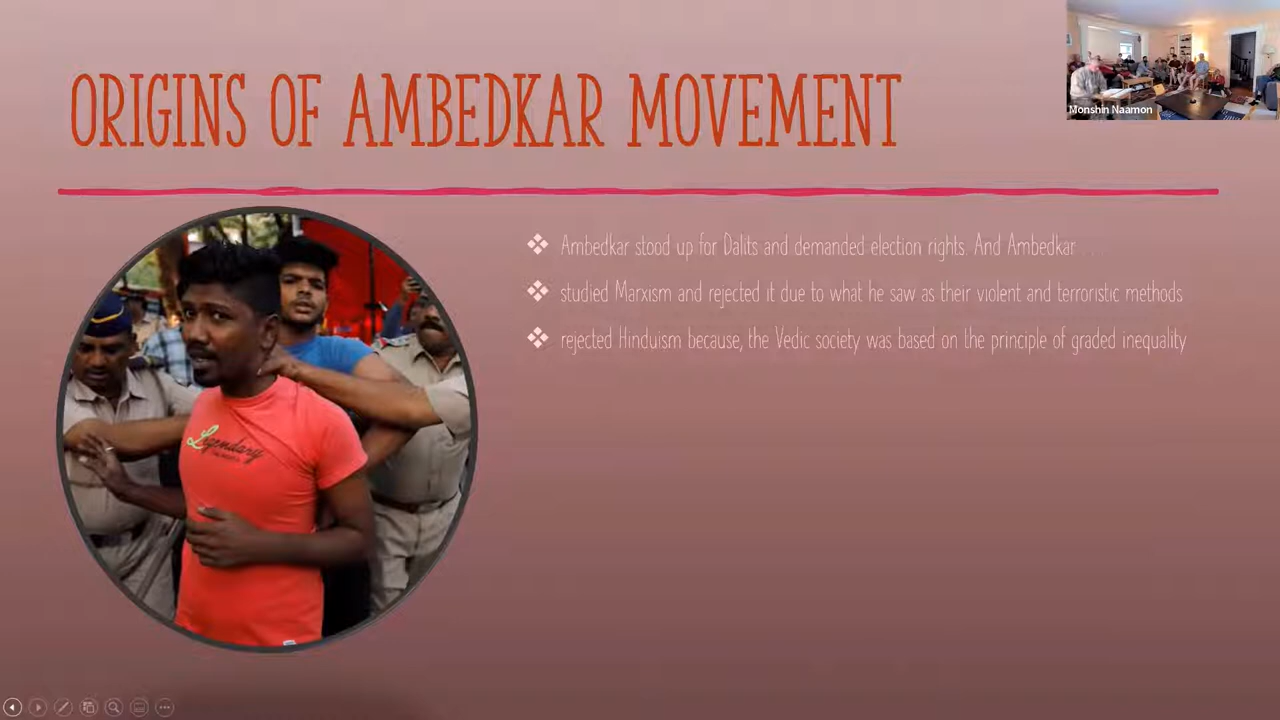 ORIGINS OF AMBEDKAR MOVEMENT
Monshin Naamon
❖ Ambedkar stood up for Dalits and demanded election rights. And Ambedkar . . .
❖ studied Marxism and rejected it due to what he saw as their violent and terroristic methods
❖ rejected Hinduism because, the Vedic society was based on the principle of graded inequality
Legendary